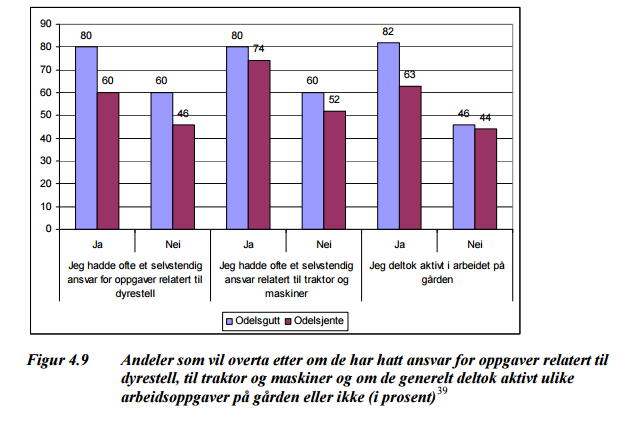 90
80
70
60
50
40
30
20
10
0
80
60
60
46
80
74
60
52
82
63
46
44
Ja Nei Ja Nei Ja Nei
Jeg hadde ofte et selvstendig
ansvar for oppgaver relatert til
dyrestell
Jeg hadde ofte et selvstendig
ansvar relatert til traktor og
maskiner
Jeg deltok aktivt i arbeidet på
gården
Odelsgutt Odelsjente
Figur 4.9 Andeler som vil overta etter om de har hatt ansvar for oppgaver relatert til
dyrestell, til traktor og maskiner og om de generelt deltok aktivt ulike
arbeidsoppgaver på gården eller ikke (i prosent)39